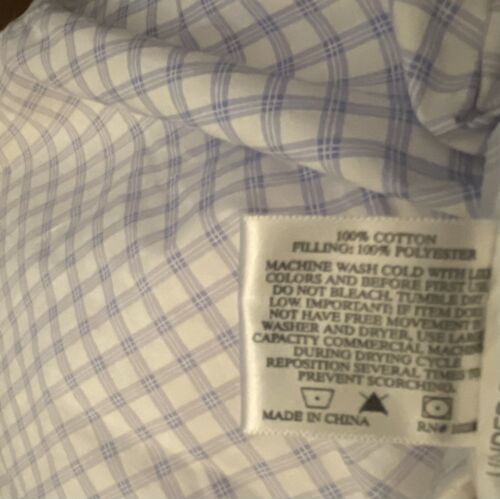 100% COTTON
FILLING: 100% POLYESTER
MACHINE WASH COLD WITH LIKE
COLORS AND BEFORE FIRST USE
DO NOT BLEACH. TUMBLE DRY
LOW. IMPORTANT: IF ITEM DOES
NOT HAVE FREE MOVEMENT
WASHER AND DRYER, USE LARGE
CAPACITY COMMERCIAL MACHINE
DURING DRYING CYCLE
REPOSITION SEVERAL TIMES TO
PREVENT SCORCHING.
MADE IN CHINA
RN#